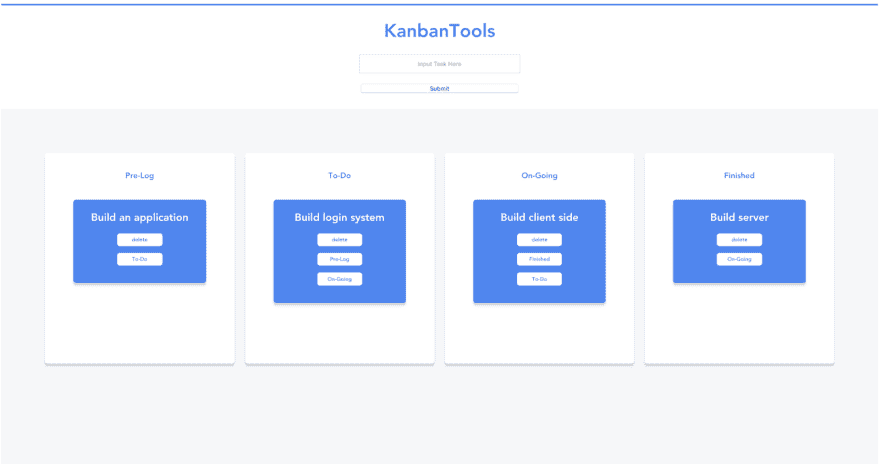 KanbanTools
Input Task Here
Submit
Pre-Log
Build an application
delete
To-Do
To-Do
Build login system
delete
Pre-Log
On-Going
On-Going
Build client side
delete
Finished
To-Do
Finished
Build server
delete
On-Going